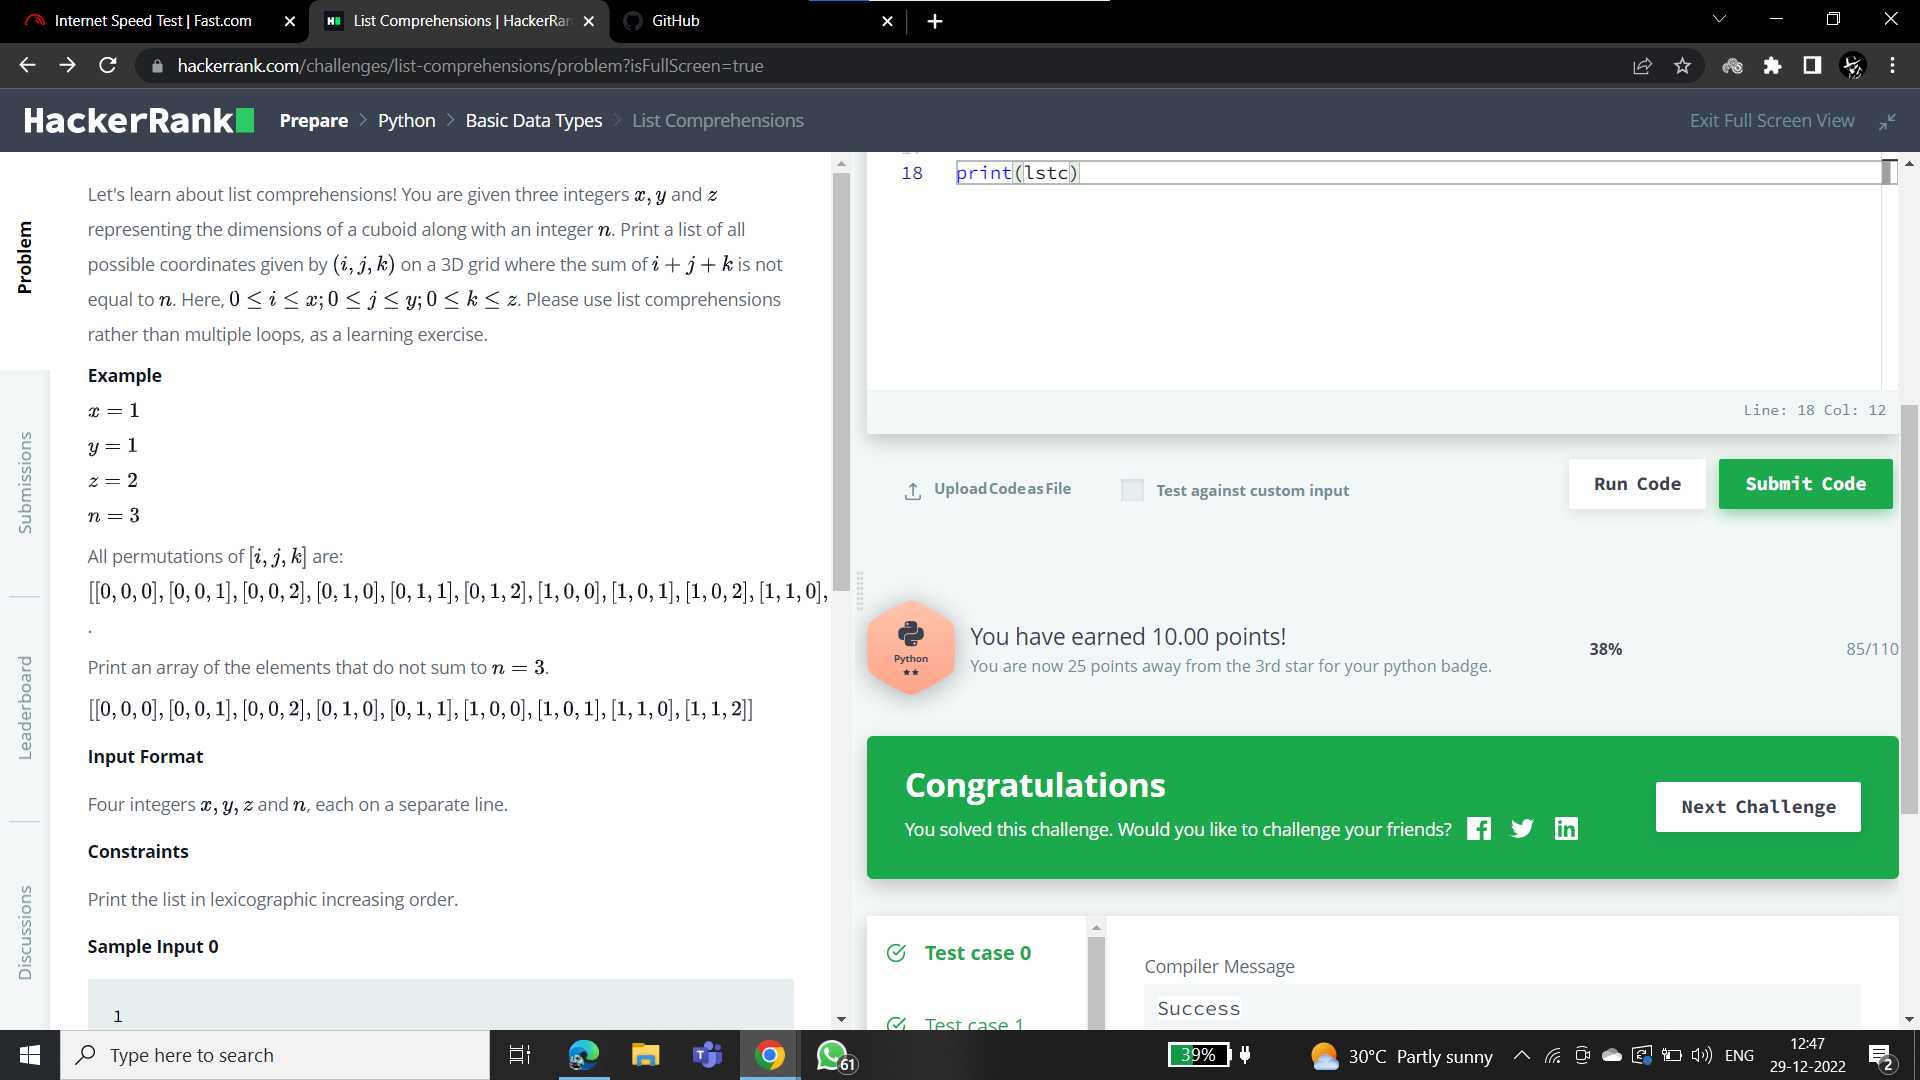 Internet Speed Test | Fast.com
List Comprehensions | HackerRan
GitHub
hackerrank.com/challenges/list-comprehensions/problem?isFullScreen=true
HackerRank
Prepare > Python > Basic Data Types > List Comprehensions
Exit Full Screen View
Problem
Submissions
Leaderboard
Discussions
Let's learn about list comprehensions! You are given three integers x, y and z
representing the dimensions of a cuboid along with an integer n. Print a list of all
possible coordinates given by (i, j, k) on a 3D grid where the sum of i + j + k is not
equal to n. Here, 0 ≤ i ≤ x; 0 ≤ j ≤ y; 0 ≤ k ≤ z. Please use list comprehensions
rather than multiple loops, as a learning exercise.
Example
x = 1
y = 1
z = 2
n = 3
All permutations of [i, j, k] are:
[[0, 0, 0], [0, 0, 1], [0, 0, 2], [0, 1, 0], [0, 1, 1], [0, 1, 2], [1, 0, 0], [1, 0, 1], [1, 0, 2], [1, 1, 0],
.
Print an array of the elements that do not sum to n = 3.
[[0, 0, 0], [0, 0, 1], [0, 0, 2], [0, 1, 0], [0, 1, 1], [1, 0, 0], [1, 0, 1], [1, 1, 0], [1, 1, 2]]
Input Format
Four integers x, y, z and n, each on a separate line.
Constraints
Print the list in lexicographic increasing order.
Sample Input 0
1
18 print(lstc)
Line: 18 Col: 12
Upload Code as File
Test against custom input
Run Code
Submit Code
Python
You have earned 10.00 points!
You are now 25 points away from the 3rd star for your python badge.
38%
85/110
Congratulations
You solved this challenge. Would you like to challenge your friends?
Next Challenge
Test case 0
Test case 1
Compiler Message
Success
Type here to search
61
39%
30°C Partly sunny
ENG
12:47
29-12-2022
2